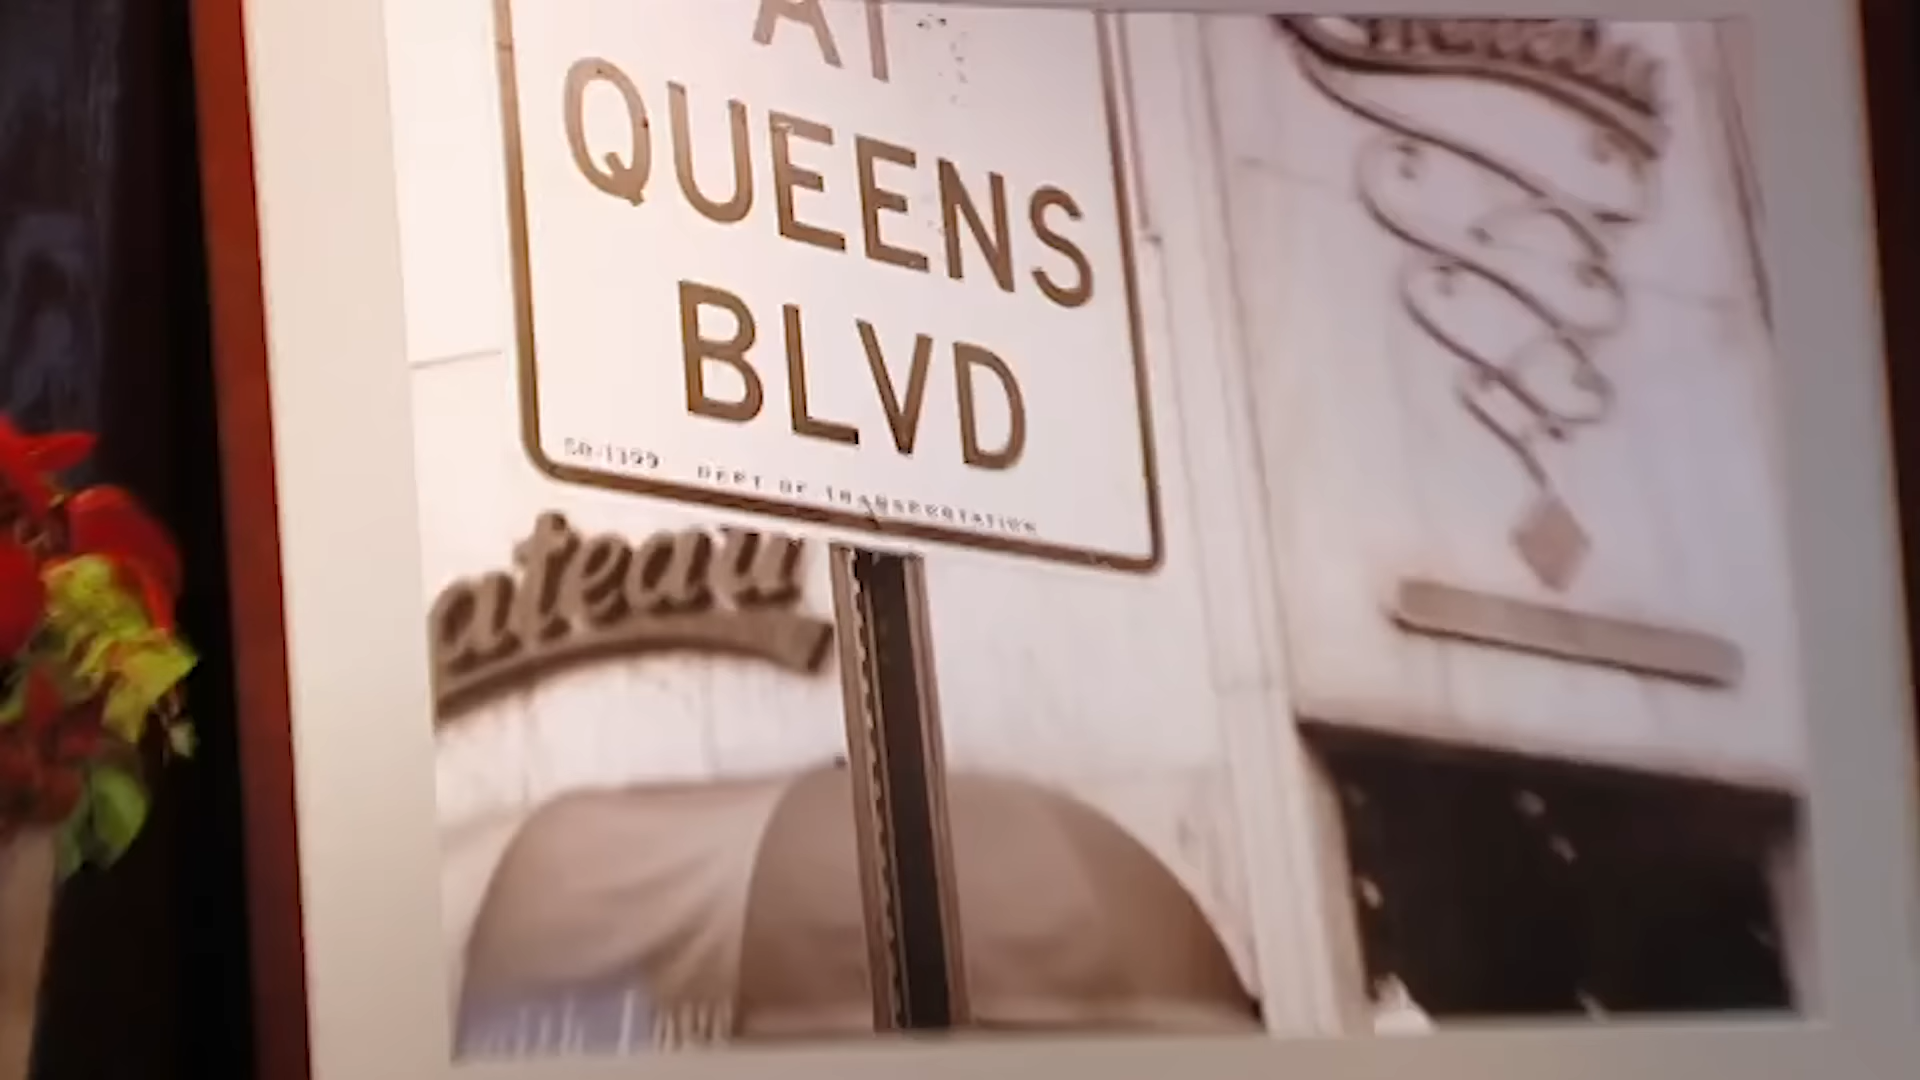 AT
QUEENS
BLVD
DEPT OF TRANSPORTATION
ateau